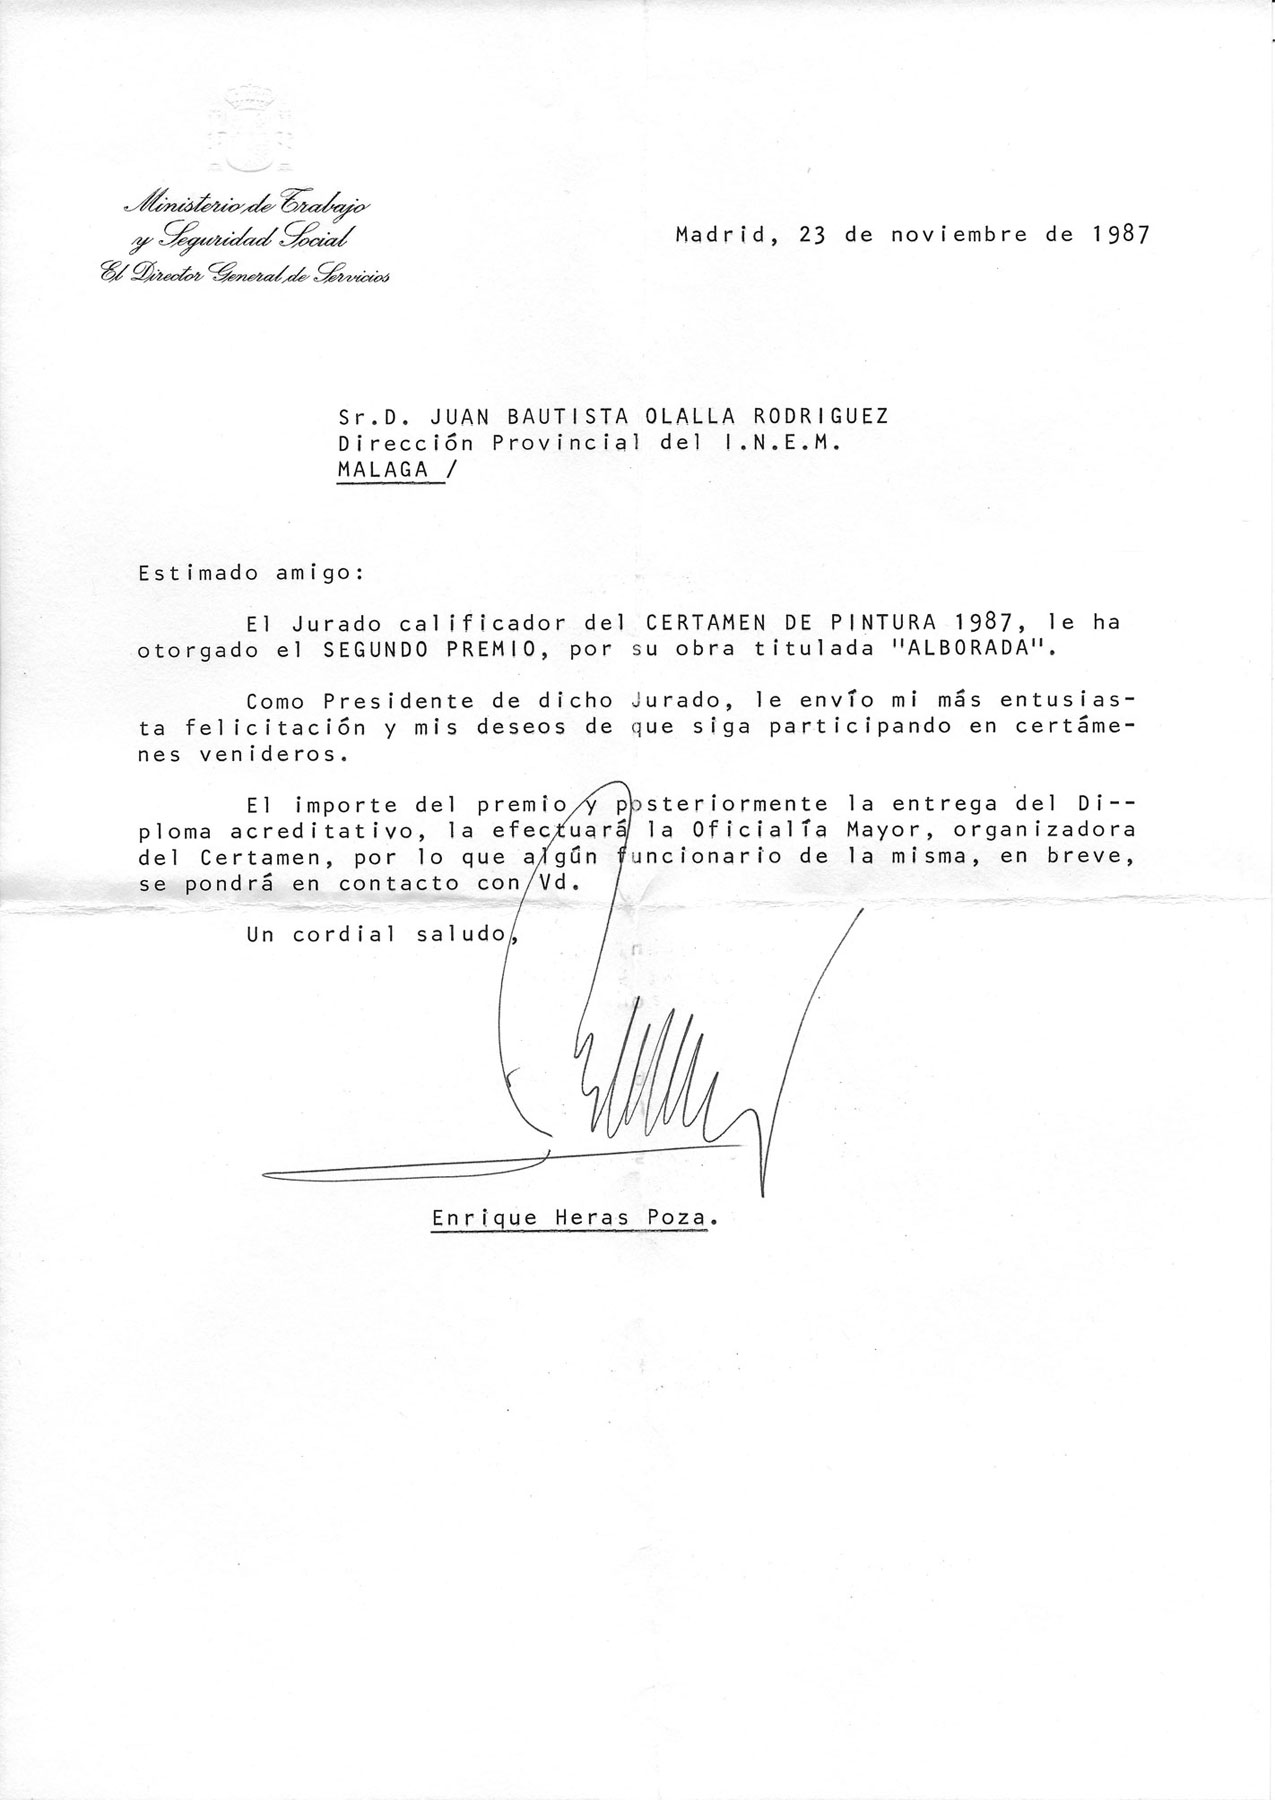 Ministerio de Trabajo
y Seguridad Social
El Director General de Servicios
Madrid, 23 de noviembre de 1987
Sr.D. JUAN BAUTISTA OLALLA RODRIGUEZ
Dirección Provincial del I.N.E.M.
MALAGA /
Estimado amigo:
El Jurado calificador del CERTAMEN DE PINTURA 1987, le ha
otorgado el SEGUNDO PREMIO, por su obra titulada "ALBORADA".
Como Presidente de dicho Jurado, le envío mi más entusias-
ta felicitación y mis deseos de que siga participando en certáme-
nes venideros.
El importe del premio y posteriormente la entrega del Di--
ploma acreditativo, la efectuará la Oficialía Mayor, organizadora
del Certamen, por lo que algún funcionario de la misma, en breve,
se pondrá en contacto con Vd.
Un cordial saludo,
Enrique Heras Poza.